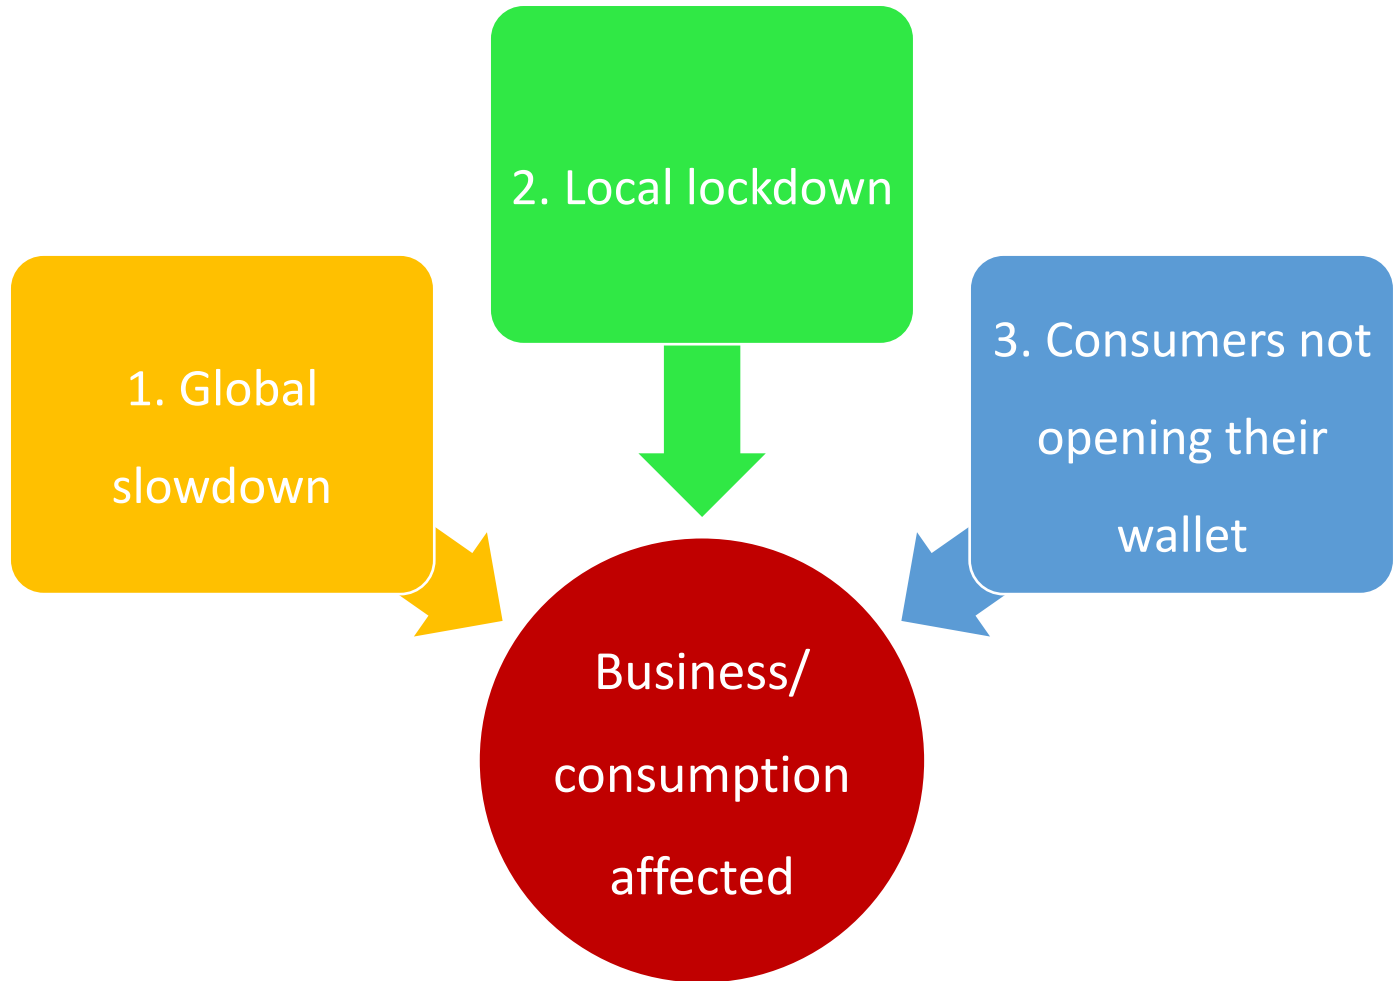 1. Global
slowdown
2. Local lockdown
3. Consumers not
opening their
wallet
Business/
consumption
affected